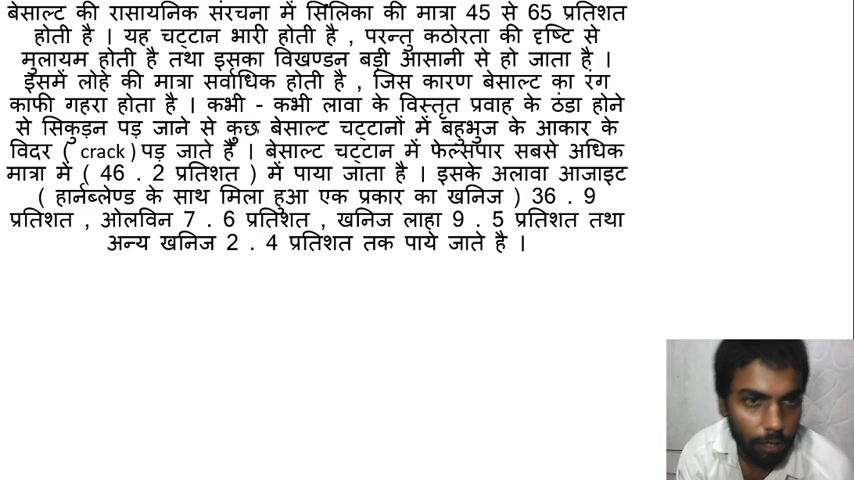 बेसाल्ट की रासायनिक संरचना में सिंलिका की मात्रा 45 से 65 प्रतिशत
होती है । यह चट्टान भारी होती है , परन्तु कठोरता की दृष्टि से
मुलायम होती है तथा इसका विखण्डन बड़ी आसानी से हो जाता है ।
इसमें लोहे की मात्रा सर्वाधिक होती है , जिस कारण बेसाल्ट का रंग
काफी गहरा होता है । कभी - कभी लावा के विस्तृत प्रवाह के ठंडा होने
से सिकुड़न पड़ जाने से कुछ बेसाल्ट चट्टानों में बहुभुज के आकार के
विदर ( crack ) पड़ जाते हैं । बेसाल्ट चट्टान में फेल्सपार सबसे अधिक
मात्रा में ( 46 . 2 प्रतिशत ) में पाया जाता है । इसके अलावा आजाइट
( हार्नब्लेण्ड के साथ मिला हुआ एक प्रकार का खनिज ) 36 . 9
प्रतिशत , ओलविन 7 . 6 प्रतिशत , खनिज लाहा 9 . 5 प्रतिशत तथा
अन्य खनिज 2 . 4 प्रतिशत तक पाये जाते है ।